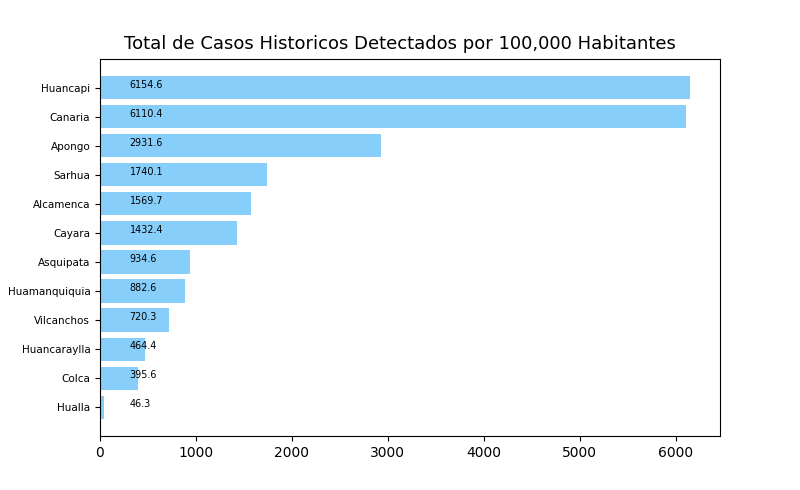 Total de Casos Historicos Detectados por 100,000 Habitantes
Huancapi 6154.6
Canaria 6110.4
Apongo 2931.6
Sarhua 1740.1
Alcamenca 1569.7
Cayara 1432.4
Asquipata 934.6
Huamanquiquia 882.6
Vilcanchos 720.3
Huancaraylla 464.4
Colca 395.6
Hualla 46.3
0 1000 2000 3000 4000 5000 6000